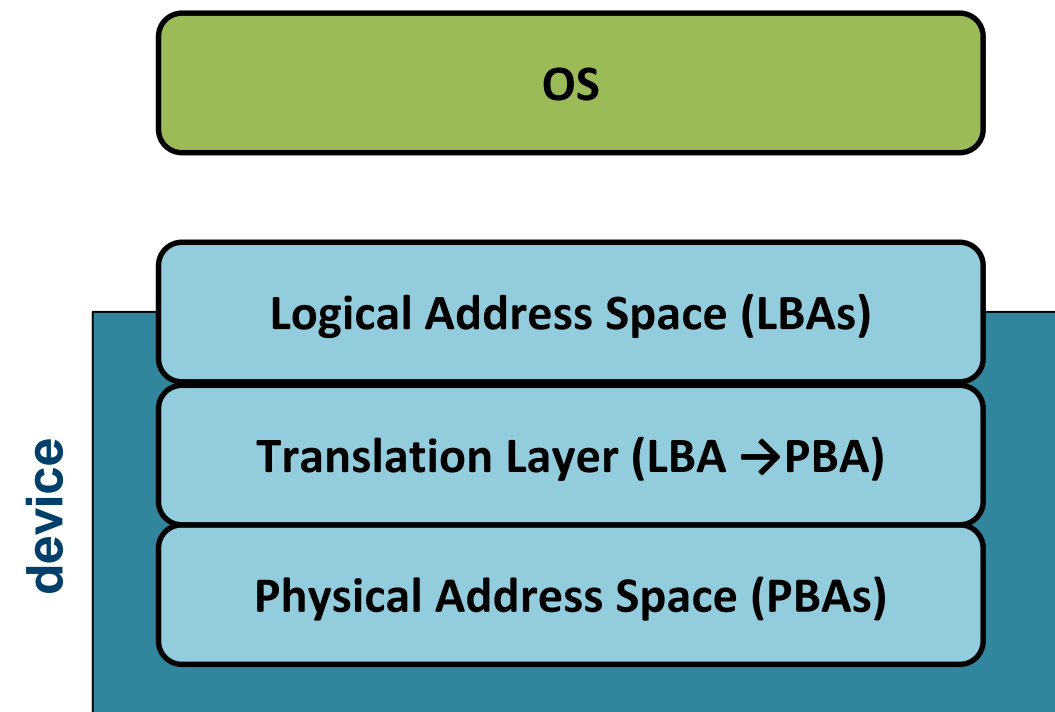 OS
Logical Address Space (LBAs)
Translation Layer (LBA →PBA)
Physical Address Space (PBAs)
device